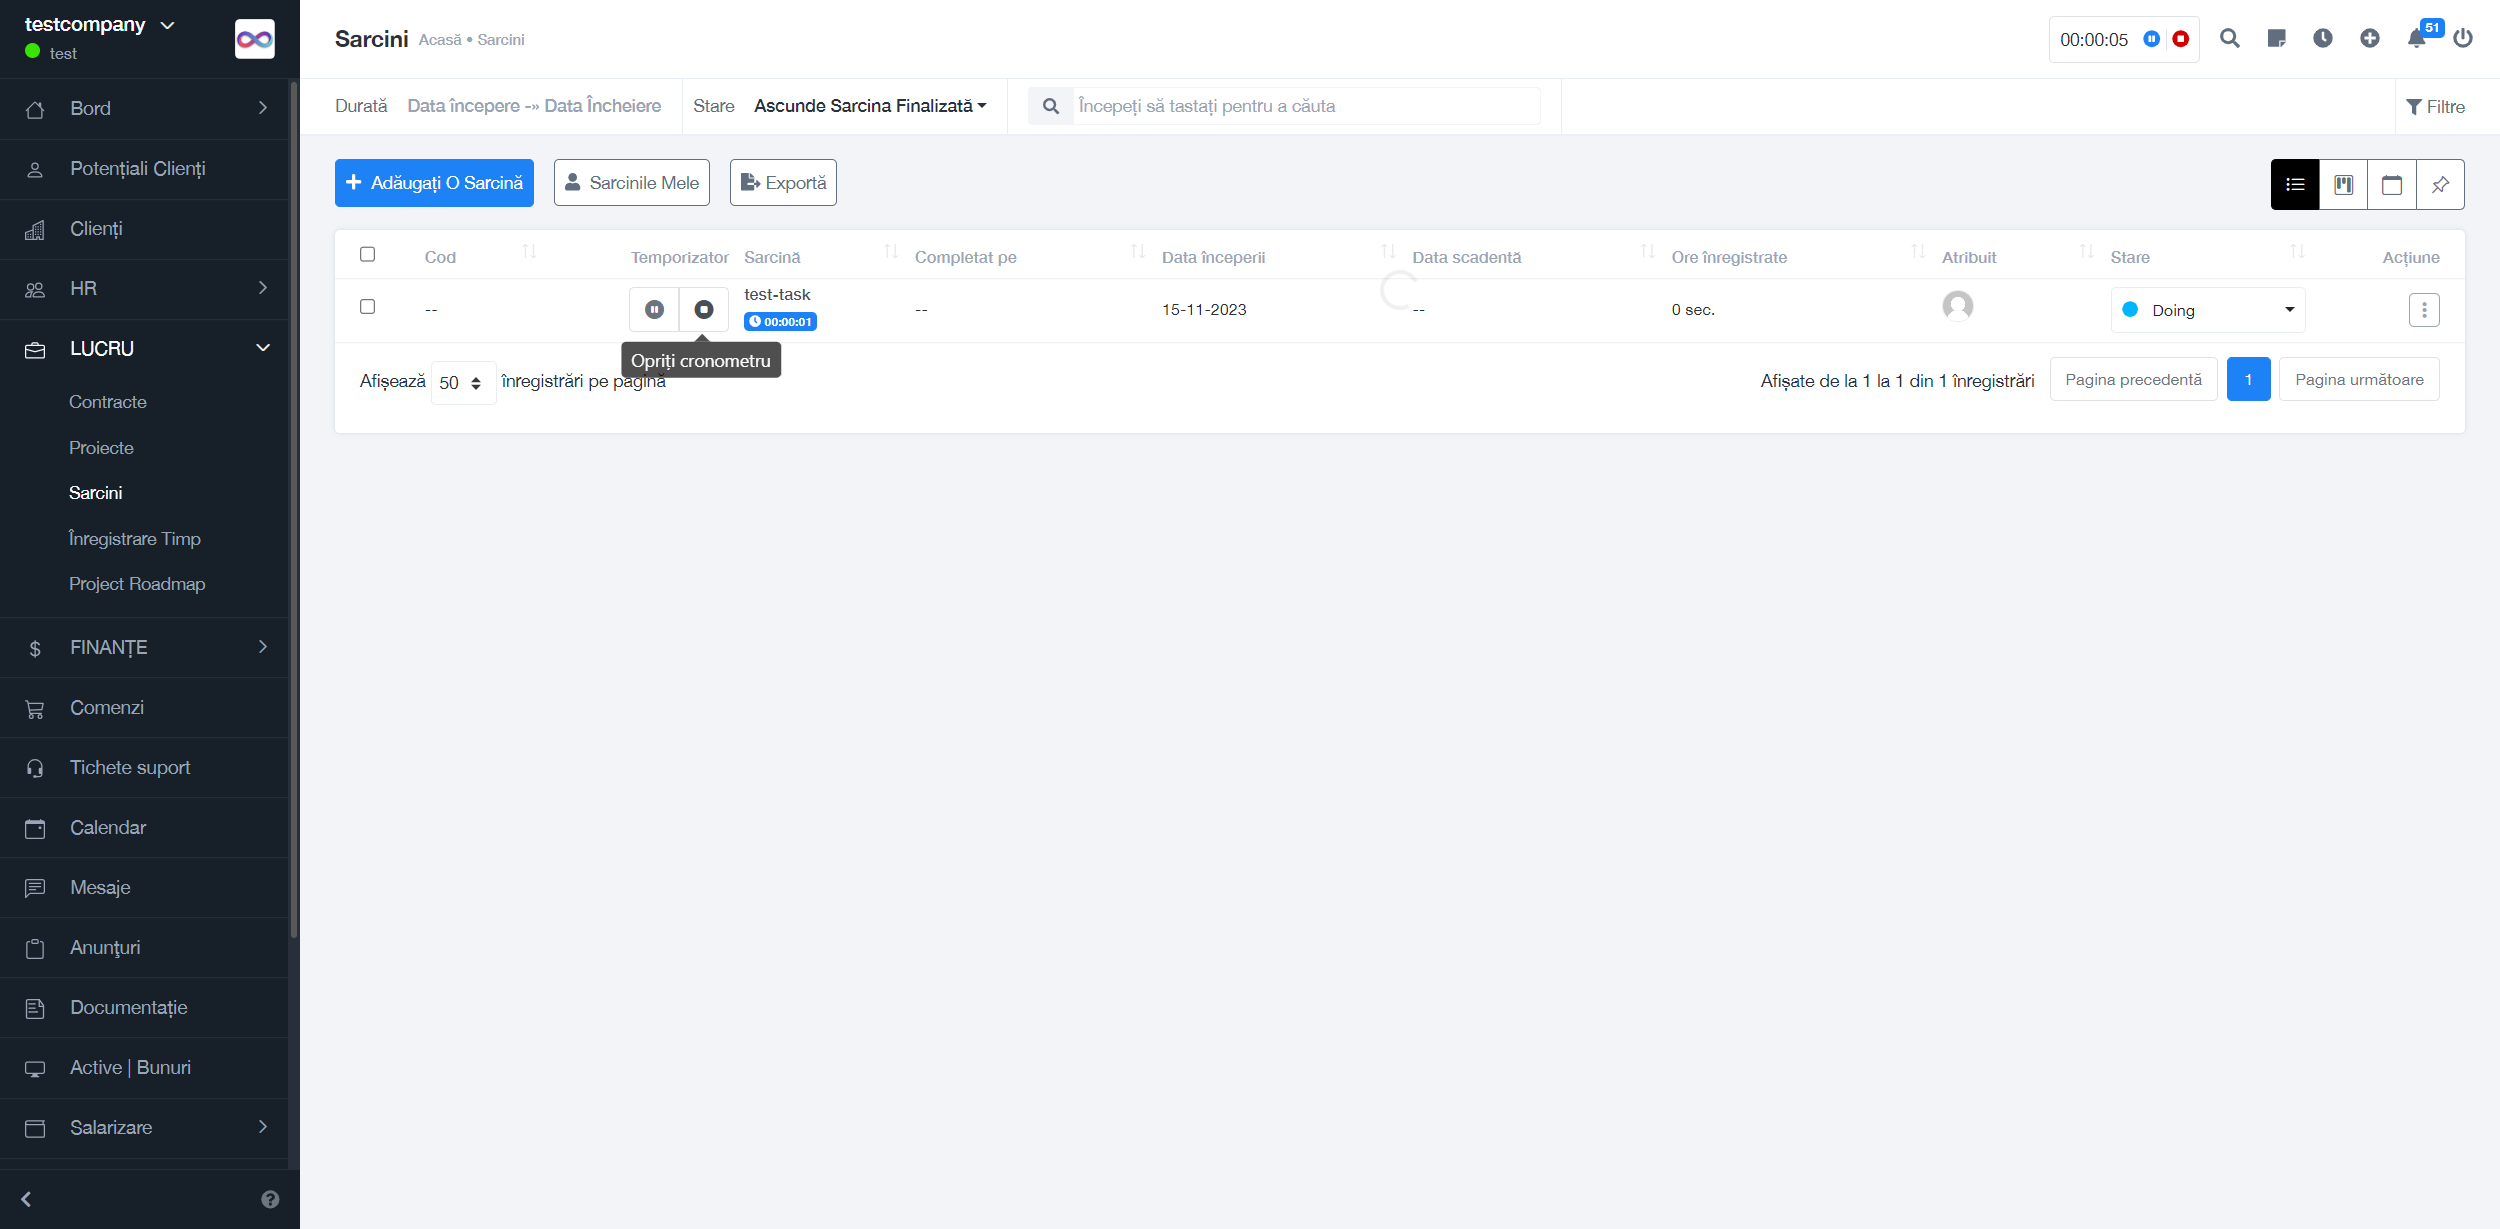 testcompany
test
Bord
Potențiali Clienți
Clienți
HR
LUCRU
Contracte
Proiecte
Sarcini
Înregistrare Timp
Project Roadmap
FINANȚE
Comenzi
Tichete suport
Calendar
Mesaje
Anunţuri
Documentație
Active | Bunuri
Salarizare
Sarcini Acasă • Sarcini
00:00:05
51
Durată Data începere -» Data Încheiere
Stare Ascunde Sarcina Finalizată
Începeți să tastați pentru a căuta
Filtre
Adăugați O Sarcină
Sarcinile Mele
Exportă
Cod Temporizator Sarcină Completat pe Data începerii Data scadentă Ore înregistrate Atribuit Stare Acțiune
-- test-task -- 15-11-2023 -- 0 sec. Doing
00:00:01
Opriți cronometru
Afișează 50 înregistrări pe pagină
Afișate de la 1 la 1 din 1 înregistrări
Pagina precedentă 1 Pagina următoare